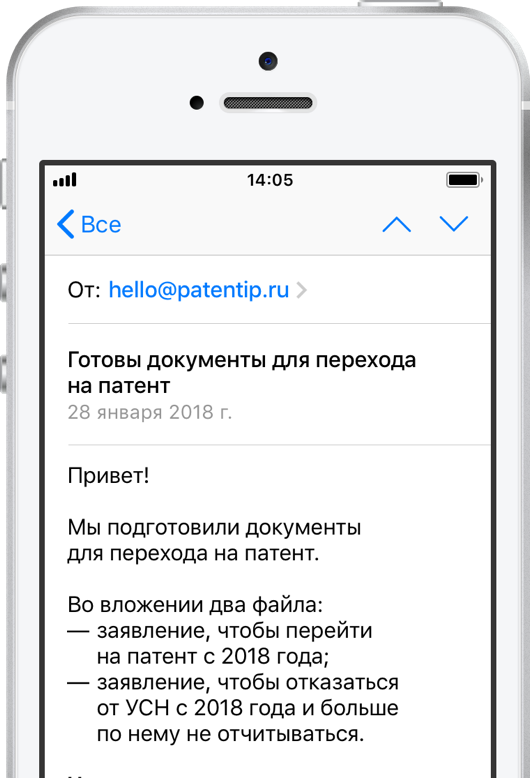 14:05
Все
От: hello@patentip.ru
Готовы документы для перехода
на патент
28 января 2018 г.
Привет!
Мы подготовили документы
для перехода на патент.
Во вложении два файла:
— заявление, чтобы перейти
на патент с 2018 года;
— заявление, чтобы отказаться
от УСН с 2018 года и больше
по нему не отчитываться.